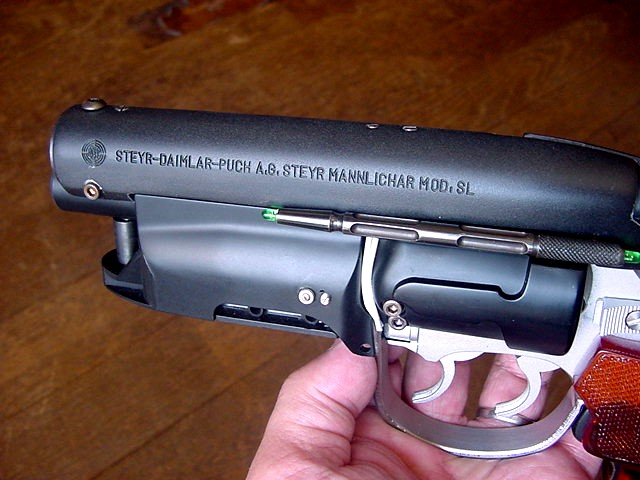 STEYR-DAIMLAR-PUCH A.G. STEYR MANNLICHAR MOD. SL